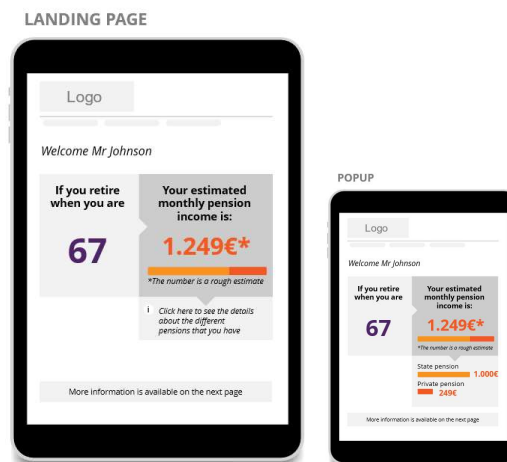 LANDING PAGE
Logo
Welcome Mr Johnson
If you retire
when you are
67
Your estimated
monthly pension
income is:
1.249€*
*The number is a rough estimate
i
Click here to see the details
about the different
pensions that you have
More information is available on the next page
POPUP
Logo
Welcome Mr Johnson
If you retire
when you are
67
Your estimated
monthly pension
income is:
1.249€*
*The number is a rough estimate
State pension
1.000€
Private pension
249€
More information is available on the next page